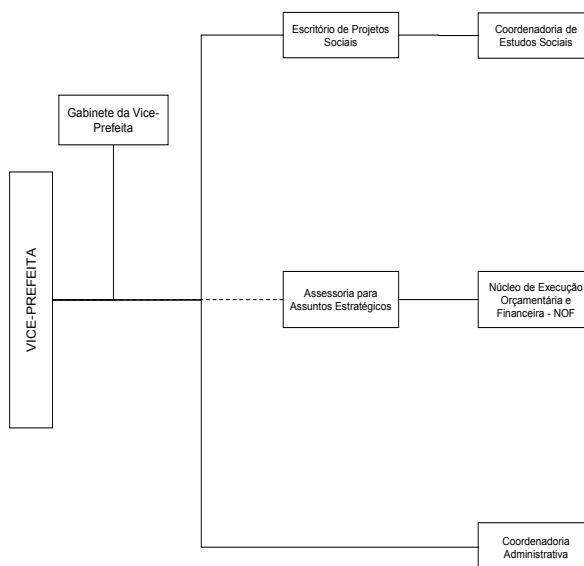 Escritório de Projetos
Sociais
Coordenadoria de
Estudos Sociais
Gabinete da Vice-
Prefeita
VICE-PREFEITA
Assessoria para
Assuntos Estratégicos
Núcleo de Execução
Orçamentária e
Financeira - NOF
Coordenadoria
Administrativa